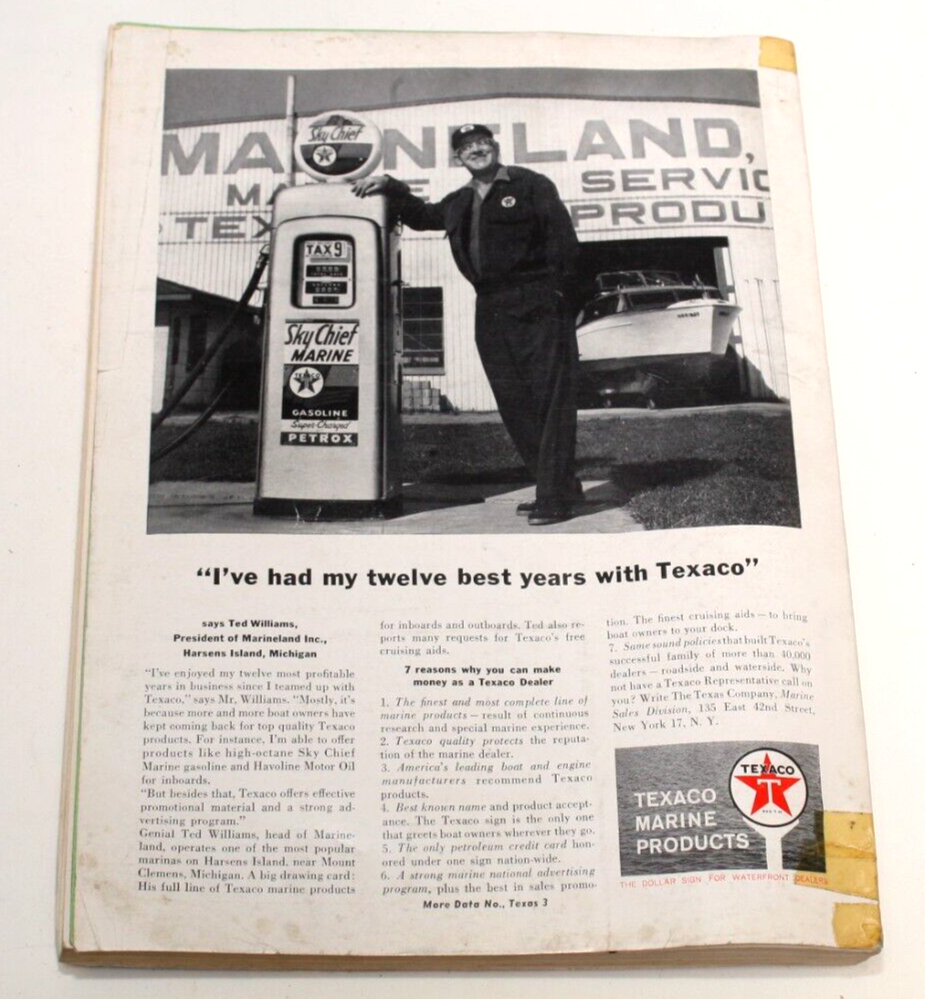 MA NELAND,
MA E SERVIC
TEX PRODU
Sky Chief
TAX 9
Sky Chief
MARINE
TEXACO
GASOLINE
Super-Charged
PETROX
"I've had my twelve best years with Texaco"
says Ted Williams,
President of Marineland Inc.,
Harsens Island, Michigan
"I've enjoyed my twelve most profitable
years in business since I teamed up with
Texaco," says Mr. Williams. "Mostly, it's
because more and more boat owners have
kept coming back for top quality Texaco
products. For instance, I'm able to offer
products like high-octane Sky Chief
Marine gasoline and Havoline Motor Oil
for inboards.
"But besides that, Texaco offers effective
promotional material and a strong ad-
vertising program."
Genial Ted Williams, head of Marine-
land, operates one of the most popular
marinas on Harsens Island, near Mount
Clemens, Michigan. A big drawing card:
His full line of Texaco marine products
for inboards and outboards. Ted also re-
ports many requests for Texaco's free
cruising aids.
7 reasons why you can make
money as a Texaco Dealer
1. The finest and most complete line of
marine products — result of continuous
research and special marine experience.
2. Texaco quality protects the reputa-
tion of the marine dealer.
3. America's leading boat and engine
manufacturers recommend Texaco
products.
4. Best known name and product accept-
ance. The Texaco sign is the only one
that greets boat owners wherever they go.
5. The only petroleum credit card hon-
ored under one sign nation-wide.
6. A strong marine national advertising
program, plus the best in sales promo-
tion. The finest cruising aids — to bring
boat owners to your dock.
7. Same sound policies that built Texaco's
successful family of more than 40,000
dealers — roadside and waterside. Why
not have a Texaco Representative call on
you? Write The Texas Company, Marine
Sales Division, 135 East 42nd Street,
New York 17, N. Y.
TEXACO
T
TEXACO
MARINE
PRODUCTS
THE DOLLAR SIGN FOR WATERFRONT DEALERS
More Data No., Texas 3